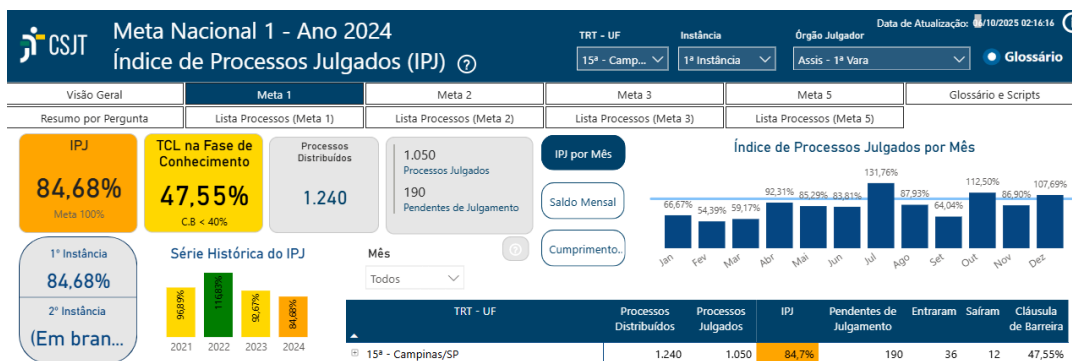 CSJT
Meta Nacional 1 - Ano 2024
Índice de Processos Julgados (IPJ) ?
Data de Atualização: /10/2025 02:16:16
TRT - UF
Instância
Órgão Julgador
15ª - Camp...
1ª Instância
Assis - 1ª Vara
Glossário
Visão Geral
Meta 1
Meta 2
Meta 3
Meta 5
Glossário e Scripts
Resumo por Pergunta
Lista Processos (Meta 1)
Lista Processos (Meta 2)
Lista Processos (Meta 3)
Lista Processos (Meta 5)
IPJ
84,68%
Meta 100%
TCL na Fase de
Conhecimento
47,55%
C.B < 40%
Processos
Distribuídos
1.240
1.050
Processos Julgados
190
Pendentes de Julgamento
IPJ por Mês
Saldo Mensal
Cumprimento..
Índice de Processos Julgados por Mês
66,67%
54,39%
59,17%
92,31%
85,29%
83,81%
131,76%
87,93%
64,04%
112,50%
86,90%
107,69%
Jan
Fev
Mar
Abr
Mai
Jun
Jul
Ago
Set
Out
Nov
Dez
1º Instância
84,68%
2º Instância
(Em bran...
Série Histórica do IPJ
96,89%
116,83%
92,67%
84,68%
2021
2022
2023
2024
Mês
Todos
?
TRT - UF
Processos
Distribuídos
Processos
Julgados
IPJ
Pendentes de
Julgamento
Entraram
Saíram
Cláusula
de Barreira
15ª - Campinas/SP
1.240
1.050
84,7%
190
36
12
47,55%